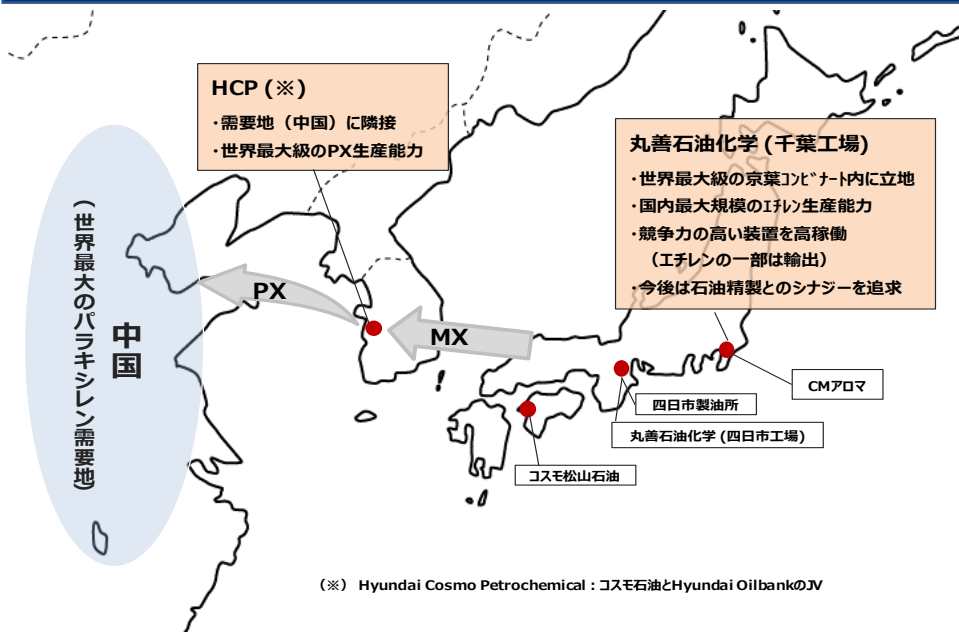 HCP (※)
・需要地（中国）に隣接
・世界最大級のPX生産能力
丸善石油化学 (千葉工場)
・世界最大級の京葉ｺﾝﾋﾞﾅｰﾄ内に立地
・国内最大規模のｴﾁﾚﾝ生産能力
・競争力の高い装置を高稼働
（エチレンの一部は輸出）
・今後は石油精製とのシナジーを追求
中国
(世界最大のパラキシレン需要地)
PX
MX
CMアロマ
四日市製油所
丸善石油化学 (四日市工場)
コスモ松山石油
（※） Hyundai Cosmo Petrochemical：コスモ石油とHyundai OilbankのJV